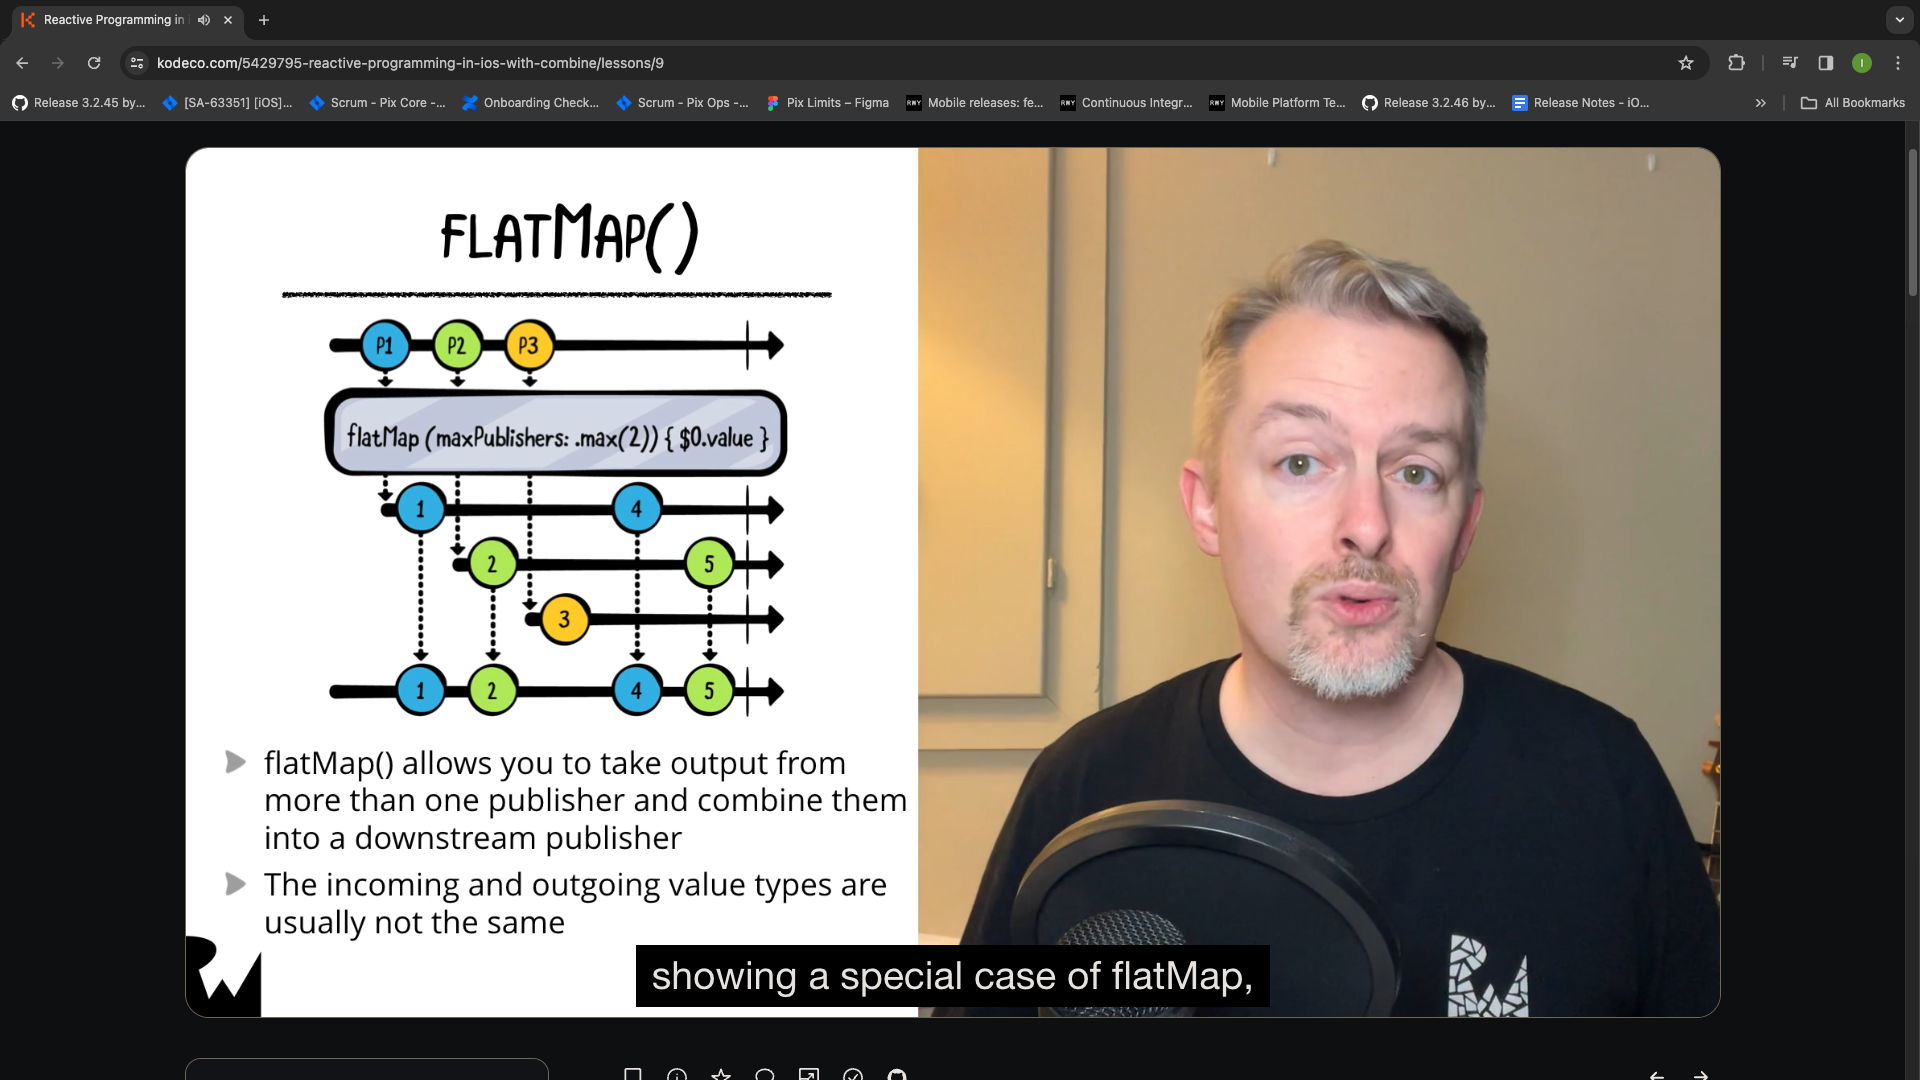 Reactive Programming in
kodeco.com/5429795-reactive-programming-in-ios-with-combine/lessons/9
I
Release 3.2.45 by...
[SA-63351] [iOS]...
Scrum - Pix Core -...
Onboarding Check...
Scrum - Pix Ops -...
Pix Limits – Figma
Mobile releases: fe...
Continuous Integr...
Mobile Platform Te...
Release 3.2.46 by...
Release Notes - iO...
All Bookmarks
FLATMAP()
P1 P2 P3
flatMap (maxPublishers: .max(2)) { $0.value }
1 4
2 5
3
1 2 4 5
flatMap() allows you to take output from
more than one publisher and combine them
into a downstream publisher
The incoming and outgoing value types are
usually not the same
showing a special case of flatMap,